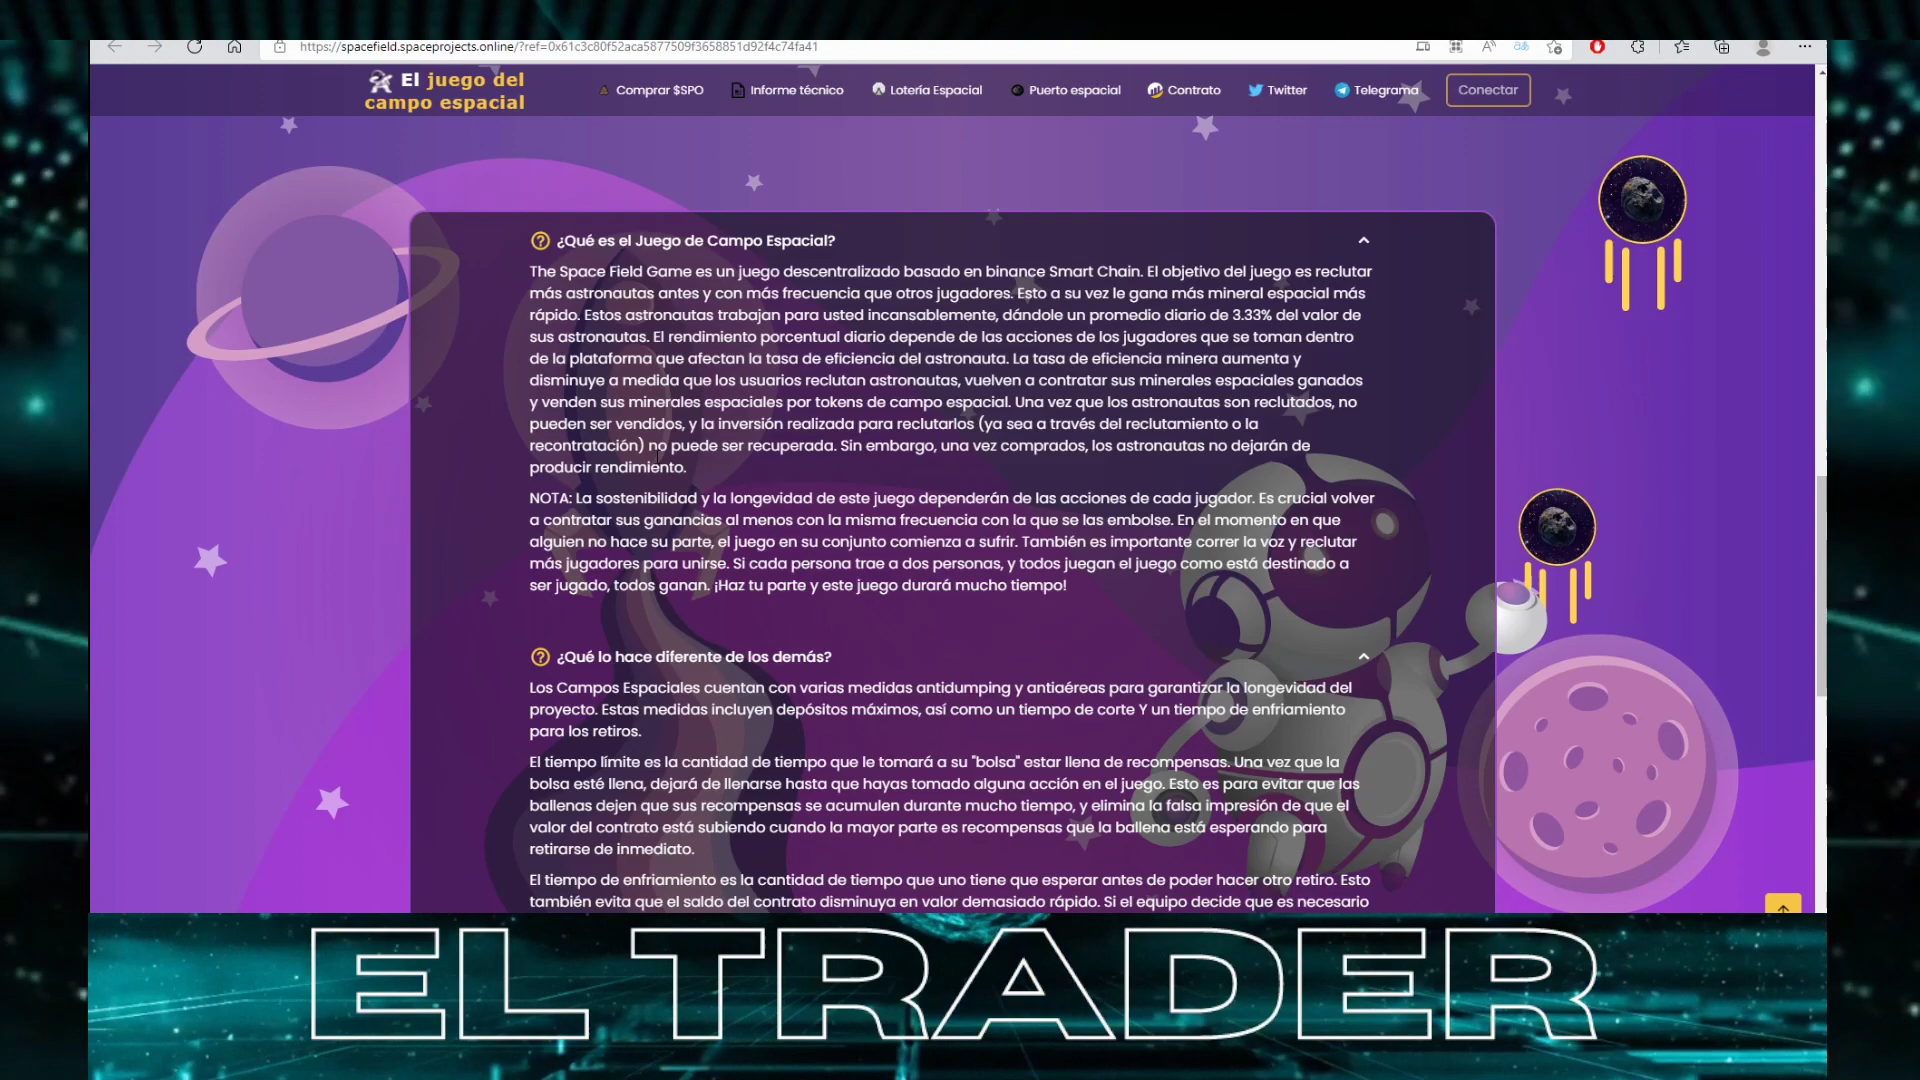 https://spacefield.spaceprojects.online/?ref=0x61c3c80f52aca5877509f3658851d92f4c74fa41
El juego del
campo espacial
Comprar $SPO
Informe técnico
Lotería Espacial
Puerto espacial
Contrato
Twitter
Telegrama
Conectar
¿Qué es el Juego de Campo Espacial?
The Space Field Game es un juego descentralizado basado en binance Smart Chain. El objetivo del juego es reclutar
más astronautas antes y con más frecuencia que otros jugadores. Esto a su vez le gana más mineral espacial más
rápido. Estos astronautas trabajan para usted incansablemente, dándole un promedio diario de 3.33% del valor de
sus astronautas. El rendimiento porcentual diario depende de las acciones de los jugadores que se toman dentro
de la plataforma que afectan la tasa de eficiencia del astronauta. La tasa de eficiencia minera aumenta y
disminuye a medida que los usuarios reclutan astronautas, vuelven a contratar sus minerales espaciales ganados
y venden sus minerales espaciales por tokens de campo espacial. Una vez que los astronautas son reclutados, no
pueden ser vendidos, y la inversión realizada para reclutarlos (ya sea a través del reclutamiento o la
recontratación) no puede ser recuperada. Sin embargo, una vez comprados, los astronautas no dejarán de
producir rendimiento.
NOTA: La sostenibilidad y la longevidad de este juego dependerán de las acciones de cada jugador. Es crucial volver
a contratar sus ganancias al menos con la misma frecuencia con la que se las embolse. En el momento en que
alguien no hace su parte, el juego en su conjunto comienza a sufrir. También es importante correr la voz y reclutar
más jugadores para unirse. Si cada persona trae a dos personas, y todos juegan el juego como está destinado a
ser jugado, todos ganan. ¡Haz tu parte y este juego durará mucho tiempo!
¿Qué lo hace diferente de los demás?
Los Campos Espaciales cuentan con varias medidas antidumping y antiaéreas para garantizar la longevidad del
proyecto. Estas medidas incluyen depósitos máximos, así como un tiempo de corte Y un tiempo de enfriamiento
para los retiros.
El tiempo límite es la cantidad de tiempo que le tomará a su "bolsa" estar llena de recompensas. Una vez que la
bolsa esté llena, dejará de llenarse hasta que hayas tomado alguna acción en el juego. Esto es para evitar que las
ballenas dejen que sus recompensas se acumulen durante mucho tiempo, y elimina la falsa impresión de que el
valor del contrato está subiendo cuando la mayor parte es recompensas que la ballena está esperando para
retirarse de inmediato.
El tiempo de enfriamiento es la cantidad de tiempo que uno tiene que esperar antes de poder hacer otro retiro. Esto
también evita que el saldo del contrato disminuya en valor demasiado rápido. Si el equipo decide que es necesario
EL TRADER